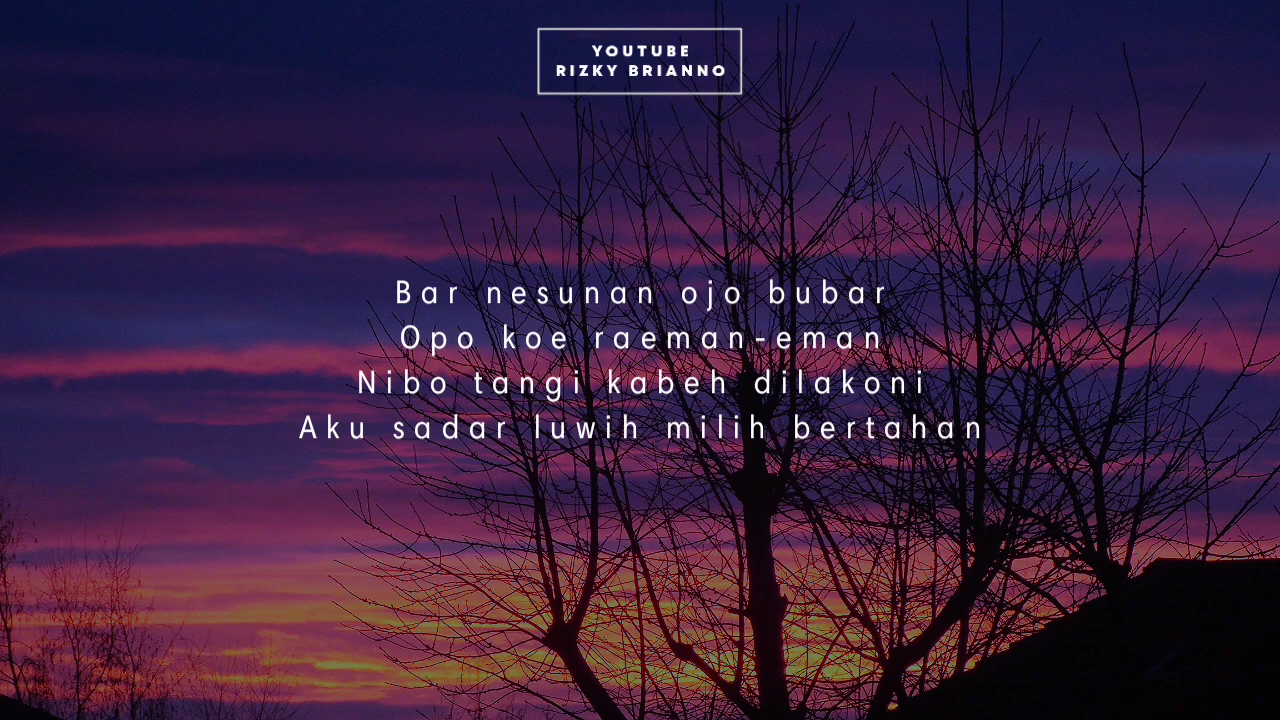 YOUTUBE
RIZKY BRIANNO
Bar nesunan ojo bubar
Opo koe raeman-eman
Nibo tangi kabeh dilakoni
Aku sadar luwih milih bertahan